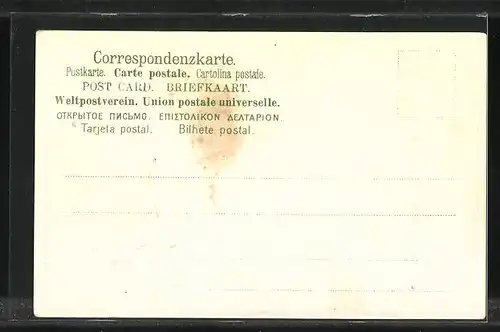 Correspondenzkarte.
Postkarte. Carte postale. Cartolina postale.
POST CARD. BRIEFKAART.
Weltpostverein. Union postale universelle.
ОТКРЫТОЕ ПИСЬМО. ΕΠΙΣΤΟΛΙΚΟΝ ΔΕΛΤΑΡΙΟΝ.
Tarjeta postal. Bilhete postal.